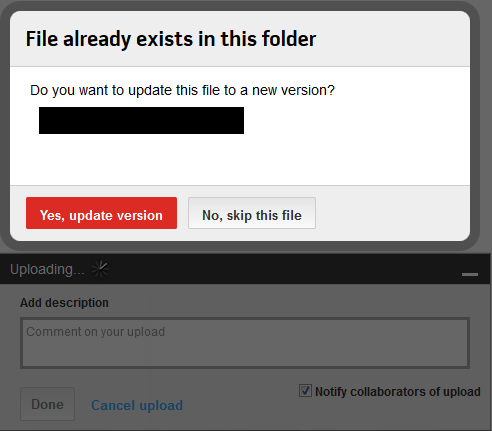 File already exists in this folder
Do you want to update this file to a new version?
Yes, update version
No, skip this file
Uploading...
Add description
Comment on your upload
Notify collaborators of upload
Done
Cancel upload